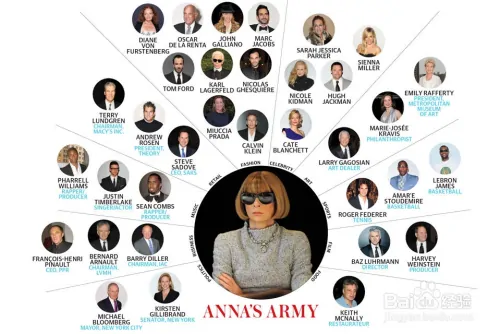 DIANE
VON
FURSTENBERG
OSCAR
DE LA RENTA
JOHN
GALLIANO
MARC
JACOBS
SARAH JESSICA
PARKER
SIENNA
MILLER
TOM FORD
KARL
LAGERFELD
NICOLAS
GHESQUIÈRE
NICOLE
KIDMAN
HUGH
JACKMAN
EMILY RAFFERTY
PRESIDENT,
METROPOLITAN
MUSEUM
OF ART
TERRY
LUNDGREN
CHAIRMAN,
MACY'S INC.
ANDREW
ROSEN
PRESIDENT,
THEORY
MIUCCIA
PRADA
CALVIN
KLEIN
CATE
BLANCHETT
MARIE-JOSÉE
KRAVIS
PHILANTHROPIST
STEVE
SADOVE
CEO, SAKS
LARRY GAGOSIAN
ART DEALER
PHARRELL
WILLIAMS
RAPPER/
PRODUCER
JUSTIN
TIMBERLAKE
SINGER/ACTOR
SEAN COMBS
RAPPER/
PRODUCER
MUSIC
RETAIL
FASHION
CELEBRITY
ART
SPORTS
FILM
FOOD
BUSINESS
POLITICS
AMAR'E
STOUDEMIRE
BASKETBALL
LEBRON
JAMES
BASKETBALL
ROGER FEDERER
TENNIS
FRANÇOIS-HENRI
PINAULT
CEO, PPR
BERNARD
ARNAULT
CHAIRMAN,
LVMH
BARRY DILLER
CHAIRMAN, IAC
BAZ LUHRMANN
DIRECTOR
HARVEY
WEINSTEIN
PRODUCER
MICHAEL
BLOOMBERG
MAYOR, NEW YORK CITY
KIRSTEN
GILLIBRAND
SENATOR, NEW YORK
ANNA'S ARMY
KEITH
MCNALLY
RESTAURATEUR
Baidu 经验
jingyan.baidu.com